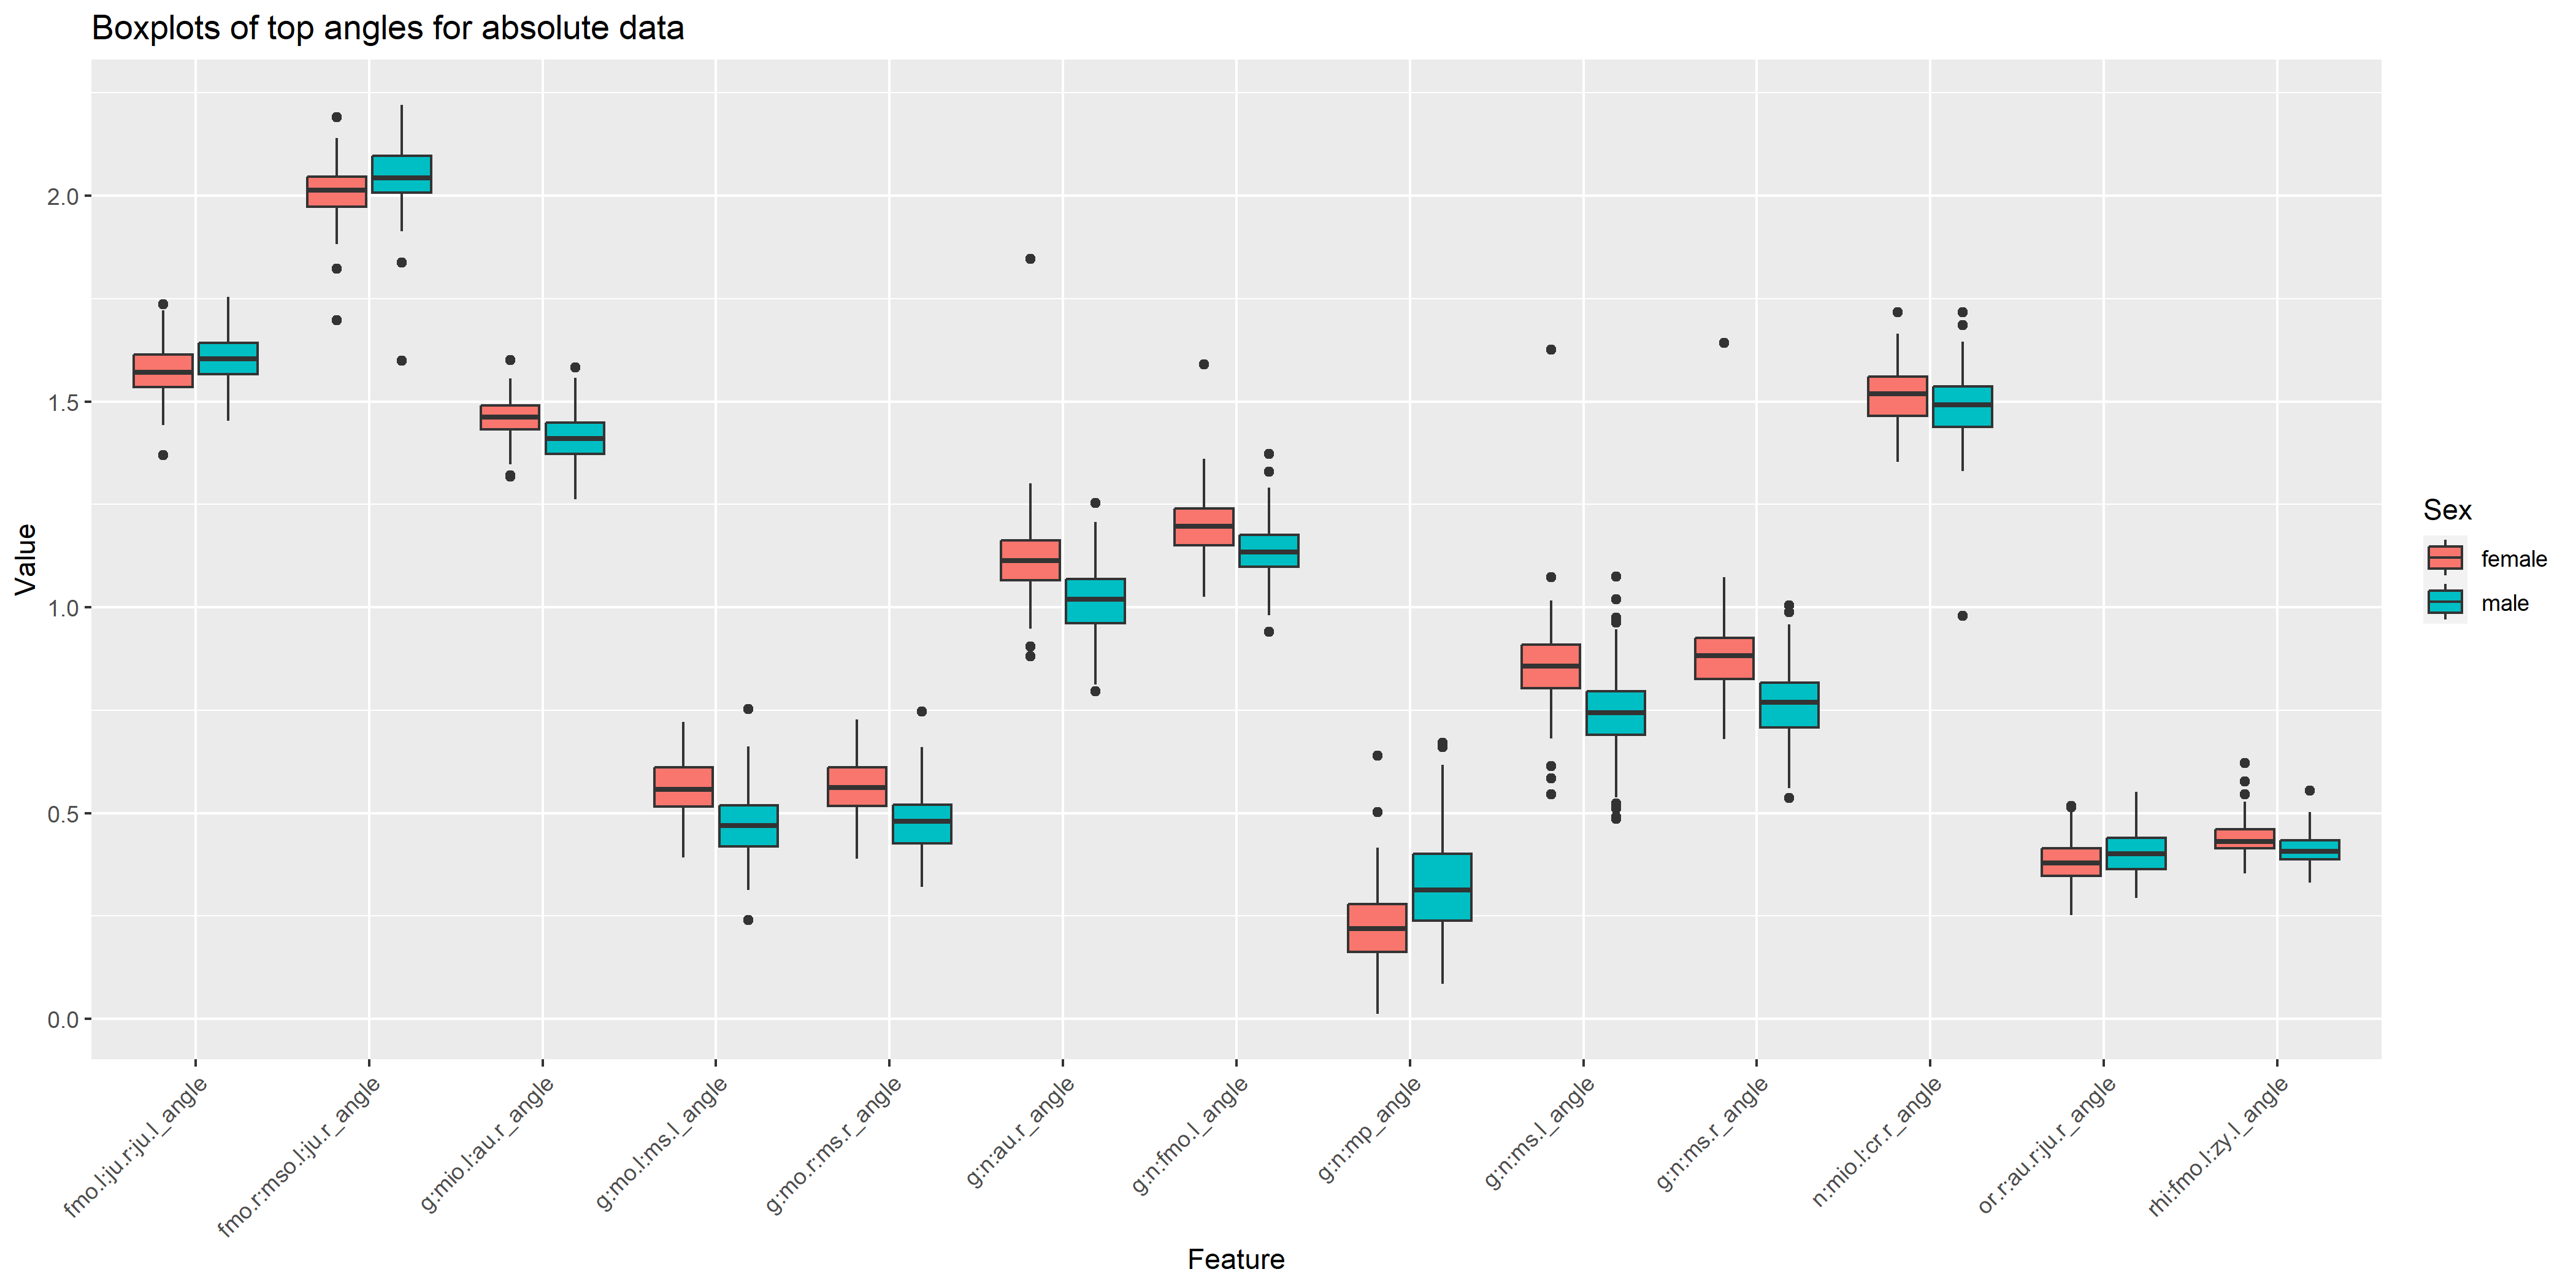 Boxplots of top angles for absolute data
Value
2.0
1.5
1.0
0.5
0.0
fmo.l:ju.r:ju.l_angle
fmo.r:mso.l:ju.r_angle
g:mio.l:au.r_angle
g:mo.l:ms.l_angle
g:mo.r:ms.r_angle
g:n:au.r_angle
g:n:fmo.l_angle
g:n:mp_angle
g:n:ms.l_angle
g:n:ms.r_angle
n:mio.l:cr.r_angle
or.r:au.r:ju.r_angle
rhi:fmo.l:zy.l_angle
Feature
Sex
female
male